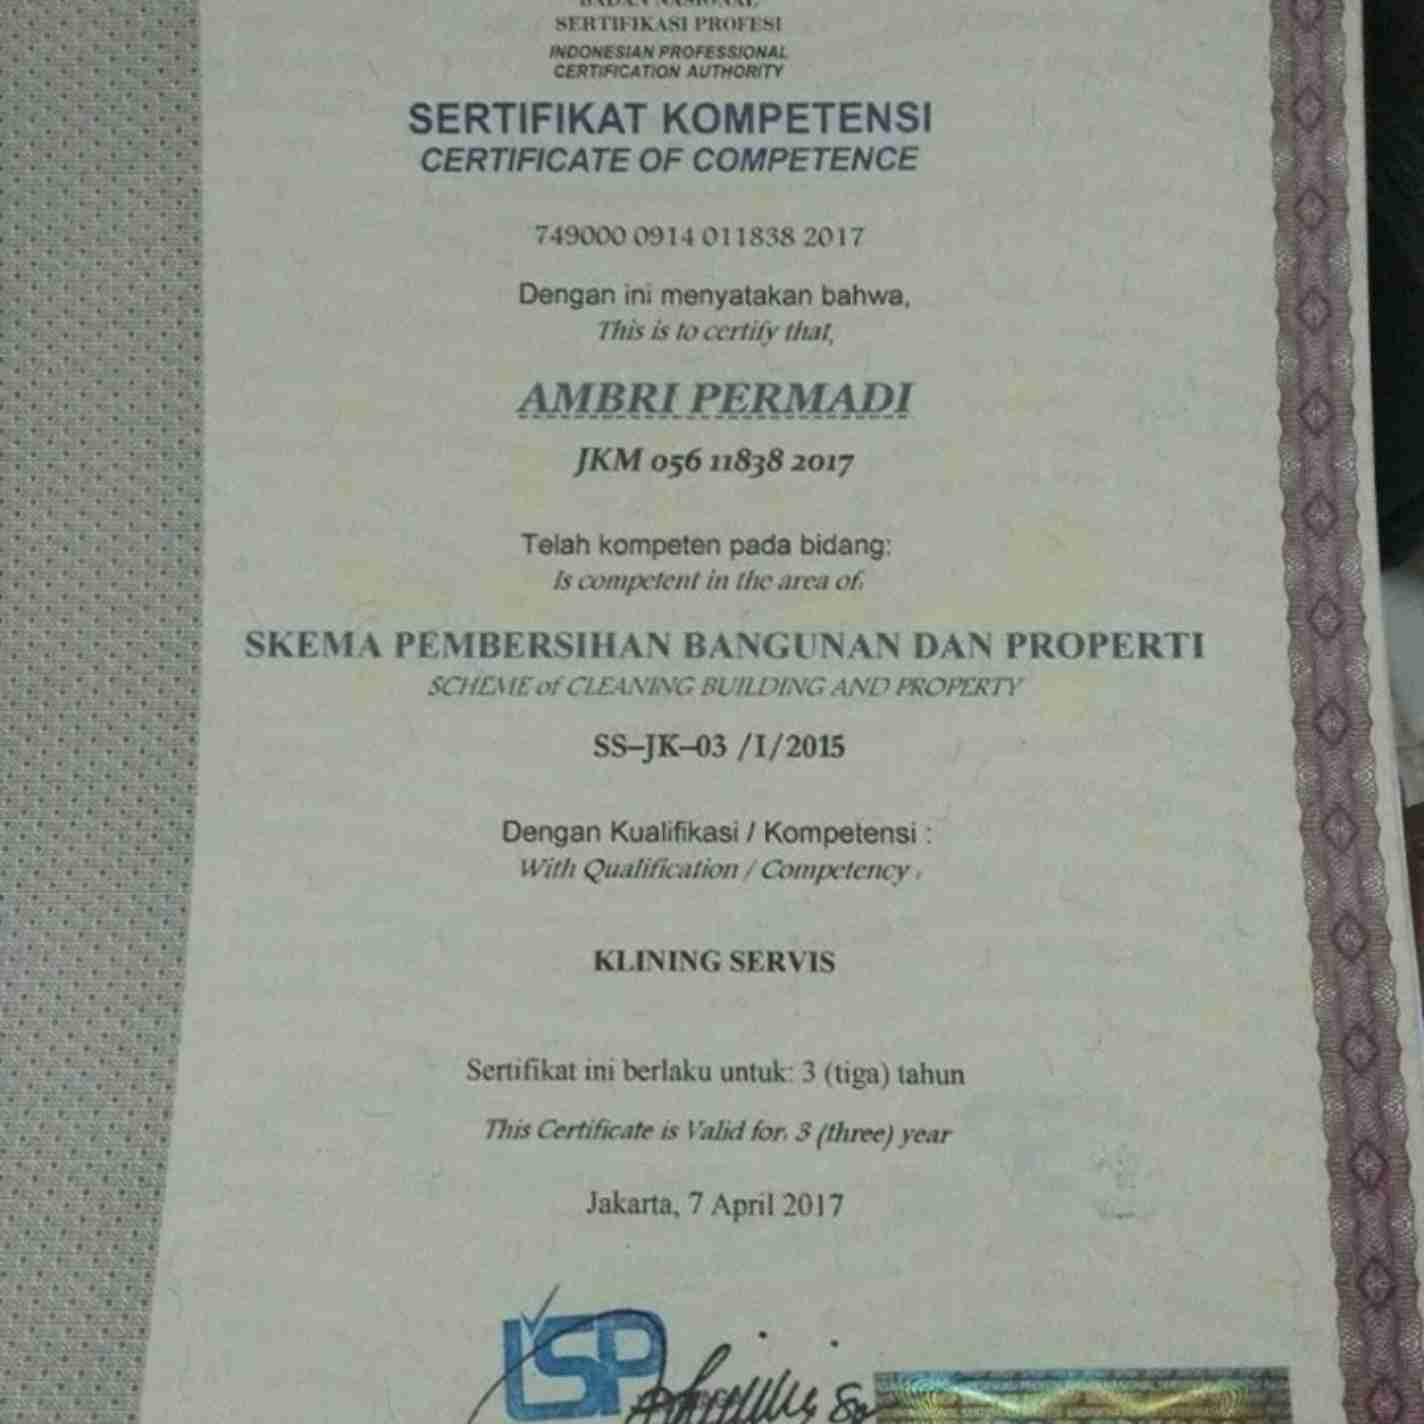 BADAN NASIONAL
SERTIFIKASI PROFESI
INDONESIAN PROFESSIONAL
CERTIFICATION AUTHORITY
SERTIFIKAT KOMPETENSI
CERTIFICATE OF COMPETENCE
749000 0914 011838 2017
Dengan ini menyatakan bahwa,
This is to certify that,
AMBRI PERMADI
JKM 056 11838 2017
Telah kompeten pada bidang:
Is competent in the area of:
SKEMA PEMBERSIHAN BANGUNAN DAN PROPERTI
SCHEME of CLEANING BUILDING AND PROPERTY
SS–JK–03 /I/2015
Dengan Kualifikasi / Kompetensi :
With Qualification / Competency :
KLINING SERVIS
Sertifikat ini berlaku untuk: 3 (tiga) tahun
This Certificate is Valid for: 3 (three) year
Jakarta, 7 April 2017
LSP